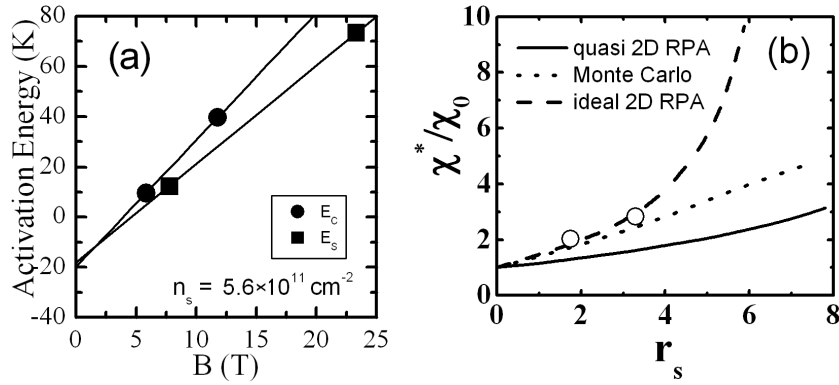 (a)
Activation Energy (K)
80
60
40
20
0
-20
-40
E_c
E_s
n_s = 5.6×10^11 cm^-2
0 5 10 15 20 25
B (T)
(b)
χ*/χ_0
10
8
6
4
2
0
quasi 2D RPA
Monte Carlo
ideal 2D RPA
0 2 4 6 8
r_s